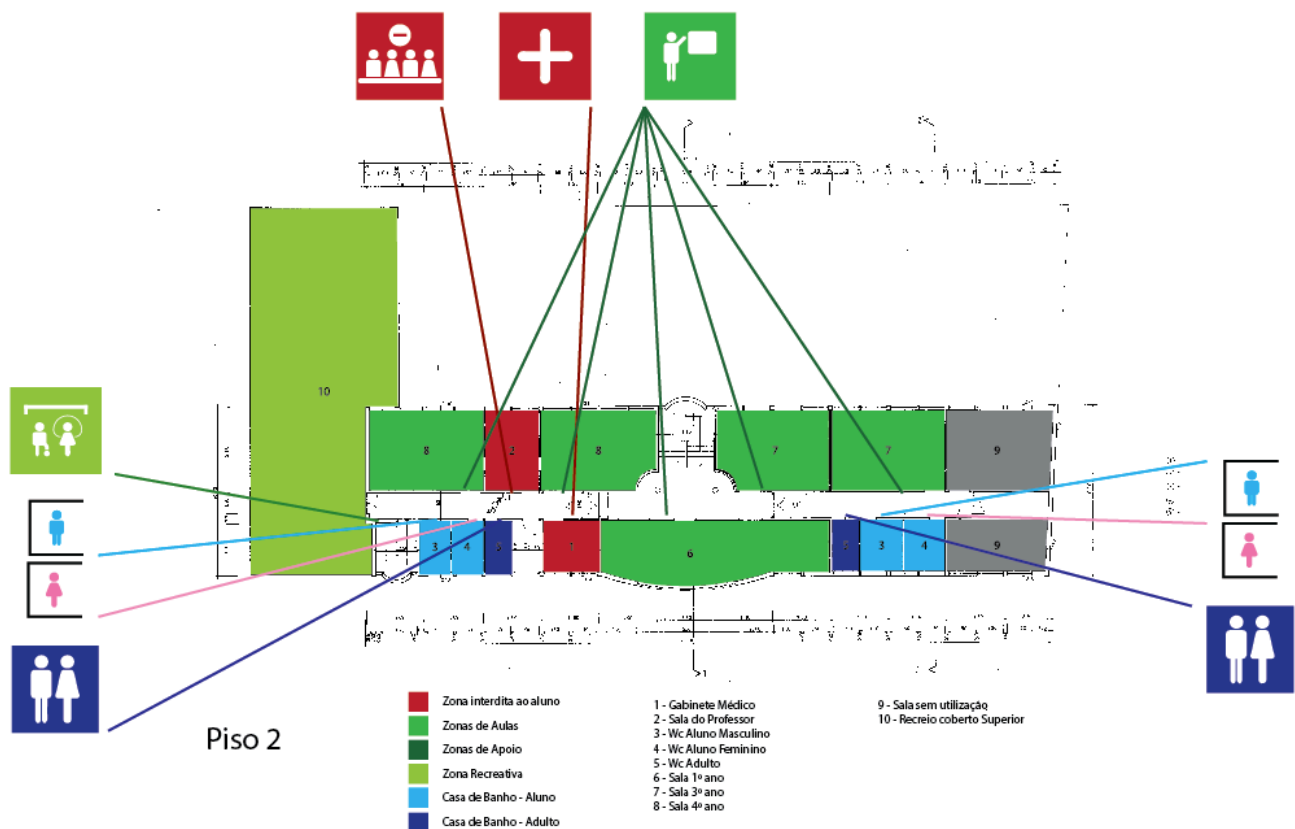 10
8
2
8
7
7
9
3
4
5
1
6
5
3
4
9
Piso 2
Zona interdita ao aluno
Zonas de Aulas
Zonas de Apoio
Zona Recreativa
Casa de Banho - Aluno
Casa de Banho - Adulto
1 - Gabinete Médico
2 - Sala do Professor
3 - Wc Aluno Masculino
4 - Wc Aluno Feminino
5 - Wc Adulto
6 - Sala 1º ano
7 - Sala 3º ano
8 - Sala 4º ano
9 - Sala sem utilização
10 - Recreio coberto Superior